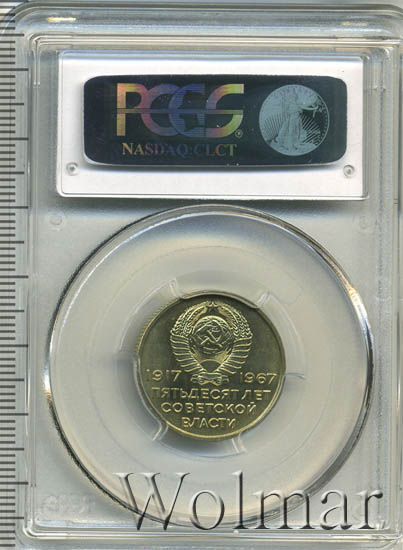 PCGS
NASDAQ:CLCT
1917 1967
ПЯТЬДЕСЯТ ЛЕТ
СОВЕТСКОЙ
ВЛАСТИ
Wolmar